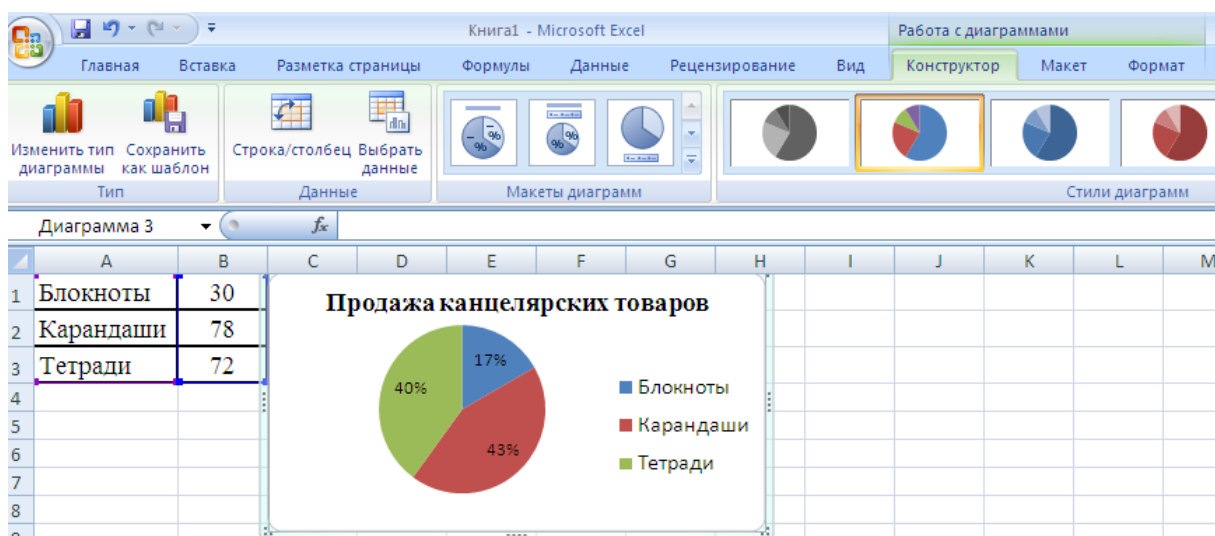 Книга1 - Microsoft Excel
Работа с диаграммами
Главная Вставка Разметка страницы Формулы Данные Рецензирование Вид Конструктор Макет Формат
Изменить тип диаграммы
Сохранить как шаблон
Строка/столбец
Выбрать данные
Тип Данные Макеты диаграмм Стили диаграмм
Диаграмма 3 fx
A B C D E F G H I J K L M
1 Блокноты 30
2 Карандаши 78
3 Тетради 72
4
5
6
7
8
Продажа канцелярских товаров
17%
40%
43%
Блокноты
Карандаши
Тетради